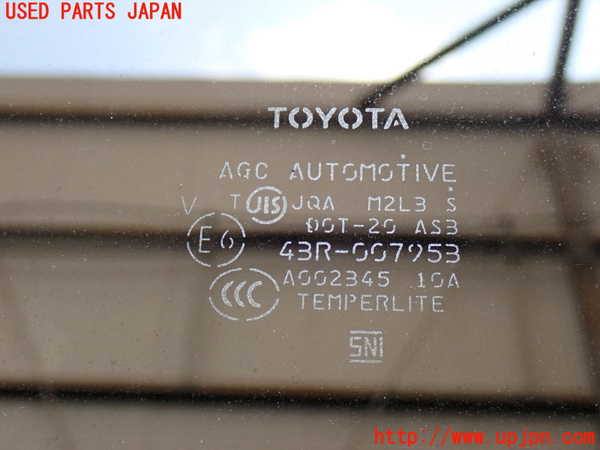 USED PARTS JAPAN
TOYOTA
AGC AUTOMOTIVE
V T JIS JQA M2L3 S
DOT-20 AS3
E6 43R-007953
CCC A002345 10A
TEMPERLITE
SNI
http://www.upjpn.com